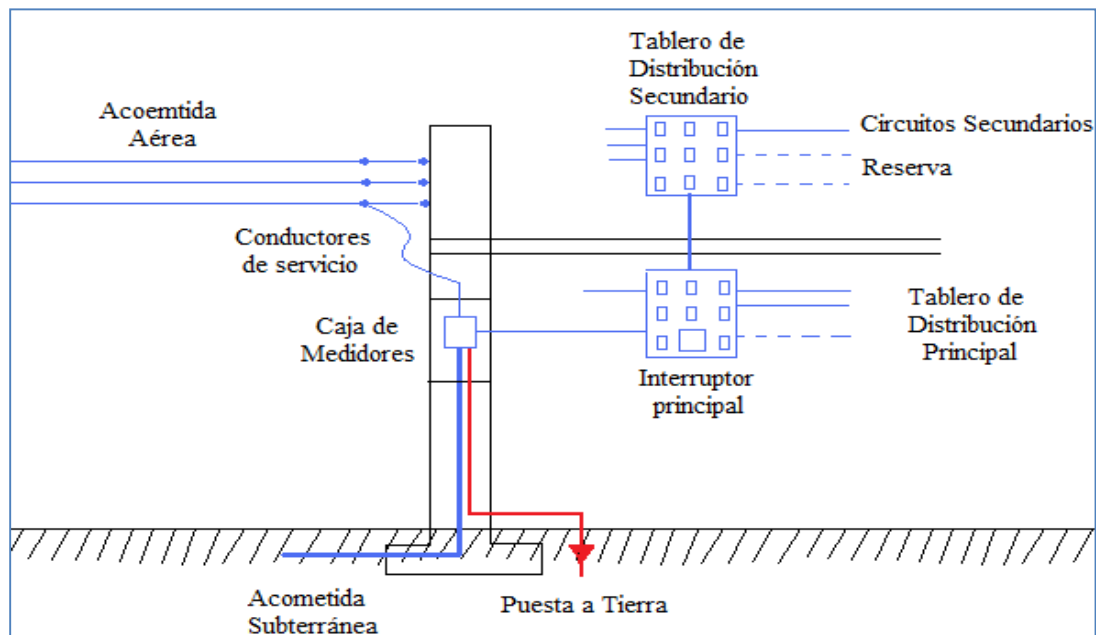 Tablero de
Distribución
Secundario
Acoemtida
Aérea
Circuitos Secundarios
Reserva
Conductores
de servicio
Caja de
Medidores
Tablero de
Distribución
Principal
Interruptor
principal
Acometida
Subterránea
Puesta a Tierra